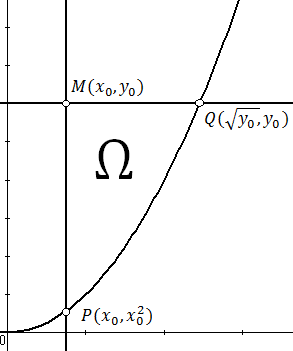 M(x₀,y₀)
Q(√y₀,y₀)
Ω
P(x₀,x₀²)
0